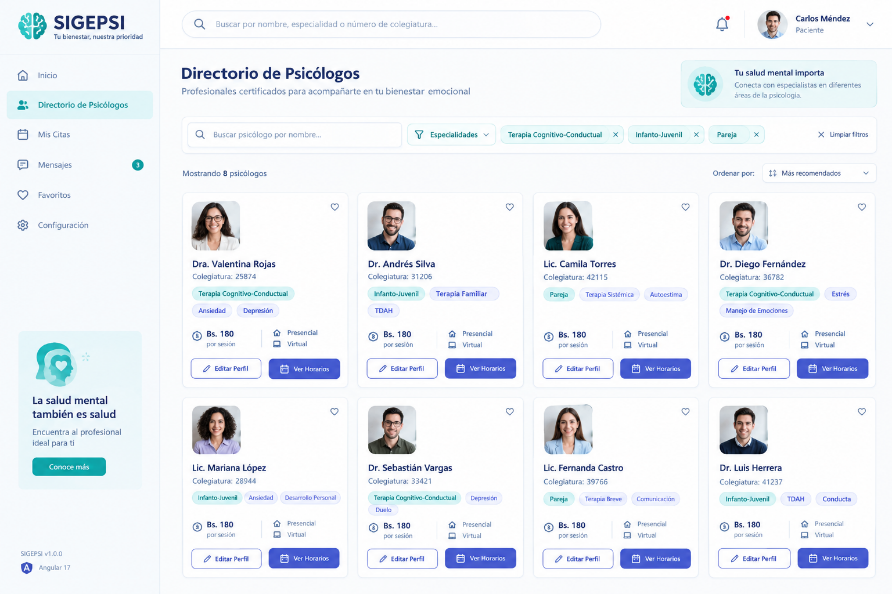 SIGEPSI
Tu bienestar, nuestra prioridad
Buscar por nombre, especialidad o número de colegiatura...
Carlos Méndez
Paciente
Inicio
Directorio de Psicólogos
Mis Citas
Mensajes
3
Favoritos
Configuración
La salud mental
también es salud
Encuentra al profesional
ideal para ti
Conoce más
SIGEPSI v1.0.0
A
Angular 17
Directorio de Psicólogos
Profesionales certificados para acompañarte en tu bienestar emocional
Tu salud mental importa
Conecta con especialistas en diferentes
áreas de la psicología.
Buscar psicólogo por nombre...
Especialidades
Terapia Cognitivo-Conductual ×
Infanto-Juvenil ×
Pareja ×
× Limpiar filtros
Mostrando 8 psicólogos
Ordenar por:
Más recomendados
Dra. Valentina Rojas
Colegiatura: 25874
Terapia Cognitivo-Conductual
Ansiedad
Depresión
Bs. 180
por sesión
Presencial
Virtual
Editar Perfil
Ver Horarios
Dr. Andrés Silva
Colegiatura: 31206
Infanto-Juvenil
Terapia Familiar
TDAH
Bs. 180
por sesión
Presencial
Virtual
Editar Perfil
Ver Horarios
Lic. Camila Torres
Colegiatura: 42115
Pareja
Terapia Sistémica
Autoestima
Bs. 180
por sesión
Presencial
Virtual
Editar Perfil
Ver Horarios
Dr. Diego Fernández
Colegiatura: 36782
Terapia Cognitivo-Conductual
Estrés
Manejo de Emociones
Bs. 180
por sesión
Presencial
Virtual
Editar Perfil
Ver Horarios
Lic. Mariana López
Colegiatura: 28944
Infanto-Juvenil
Ansiedad
Desarrollo Personal
Bs. 180
por sesión
Presencial
Virtual
Editar Perfil
Ver Horarios
Dr. Sebastián Vargas
Colegiatura: 33421
Terapia Cognitivo-Conductual
Depresión
Duelo
Bs. 180
por sesión
Presencial
Virtual
Editar Perfil
Ver Horarios
Lic. Fernanda Castro
Colegiatura: 39766
Pareja
Terapia Breve
Comunicación
Bs. 180
por sesión
Presencial
Virtual
Editar Perfil
Ver Horarios
Dr. Luis Herrera
Colegiatura: 41237
Infanto-Juvenil
TDAH
Conducta
Bs. 180
por sesión
Presencial
Virtual
Editar Perfil
Ver Horarios